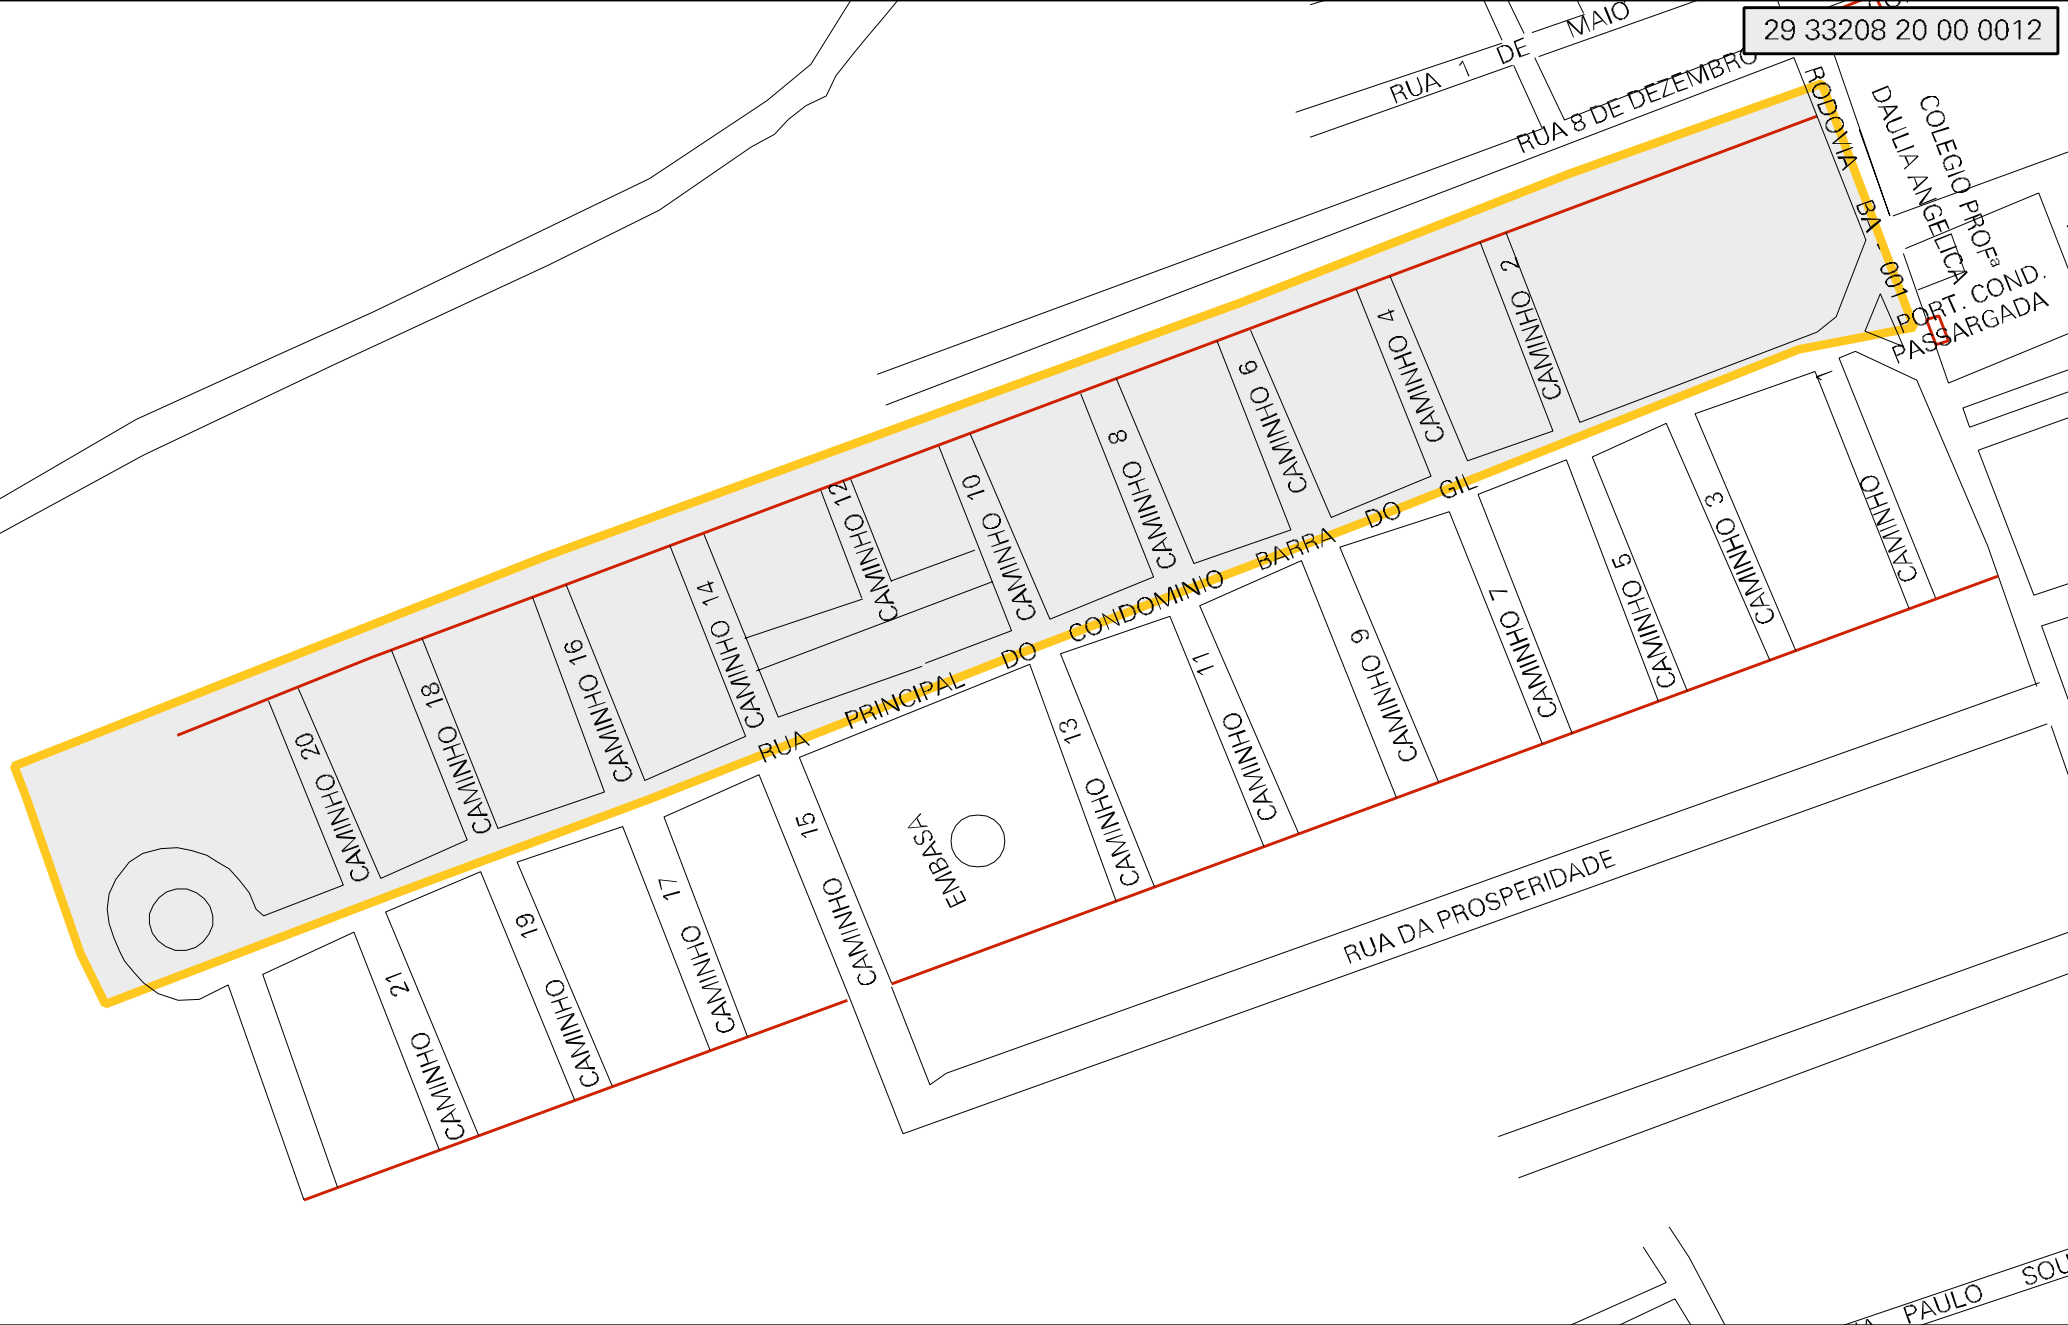 29 33208 20 00 0012
RUA 1 DE MAIO
RUA 8 DE DEZEMBRO
RODOVIA BA - 001
COLEGIO PROFª
DAULIA ANGELICA
PORT. COND.
PASSARGADA
CAMINHO 2
CAMINHO 4
CAMINHO 6
CAMINHO 8
CAMINHO 10
CAMINHO 12
CAMINHO 14
CAMINHO 16
CAMINHO 18
CAMINHO 20
RUA PRINCIPAL DO CONDOMINIO BARRA DO GIL
CAMINHO 1
CAMINHO 3
CAMINHO 5
CAMINHO 7
CAMINHO 9
CAMINHO 11
CAMINHO 13
CAMINHO 15
CAMINHO 17
CAMINHO 19
CAMINHO 21
EMBASA
RUA DA PROSPERIDADE
PAULO SOU